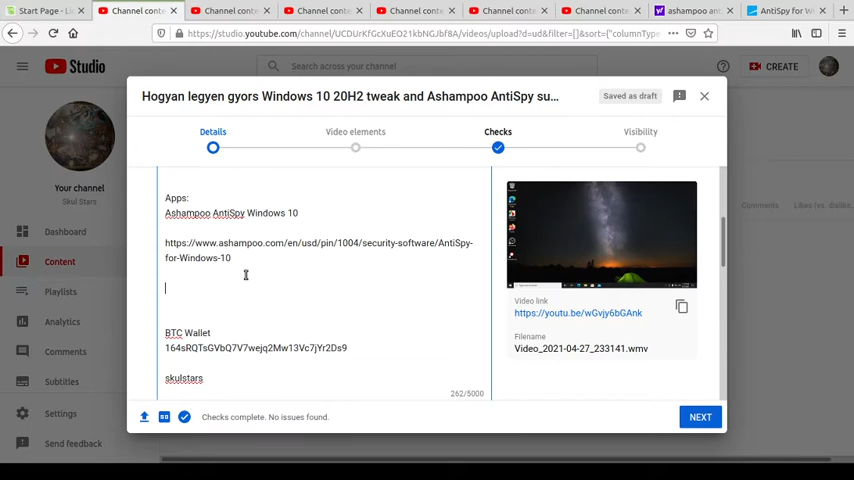 Start Page - Li
Channel conte
Channel conte
Channel conte
Channel conte
Channel conte
Channel conte
ashampoo ant
AntiSpy for Wi
https://studio.youtube.com/channel/UCDUrKfGcXuEO21kbNGJbf8A/videos/upload?d=ud&filter=[]&sort={"columnType
Studio
Search across your channel
CREATE
Your channel
Skul Stars
Dashboard
Content
Playlists
Analytics
Comments
Subtitles
Settings
Send feedback
Comments
Likes (vs. dislike
Hogyan legyen gyors Windows 10 20H2 tweak and Ashampoo AntiSpy su…
Saved as draft
Details
Video elements
Checks
Visibility
Apps:
Ashampoo AntiSpy Windows 10
https://www.ashampoo.com/en/usd/pin/1004/security-software/AntiSpy-
for-Windows-10
BTC Wallet
164sRQTsGVbQ7V7wejq2Mw13Vc7jYr2Ds9
skulstars
262/5000
Video link
https://youtu.be/wGvjy6bGAnk
Filename
Video_2021-04-27_233141.wmv
Checks complete. No issues found.
NEXT